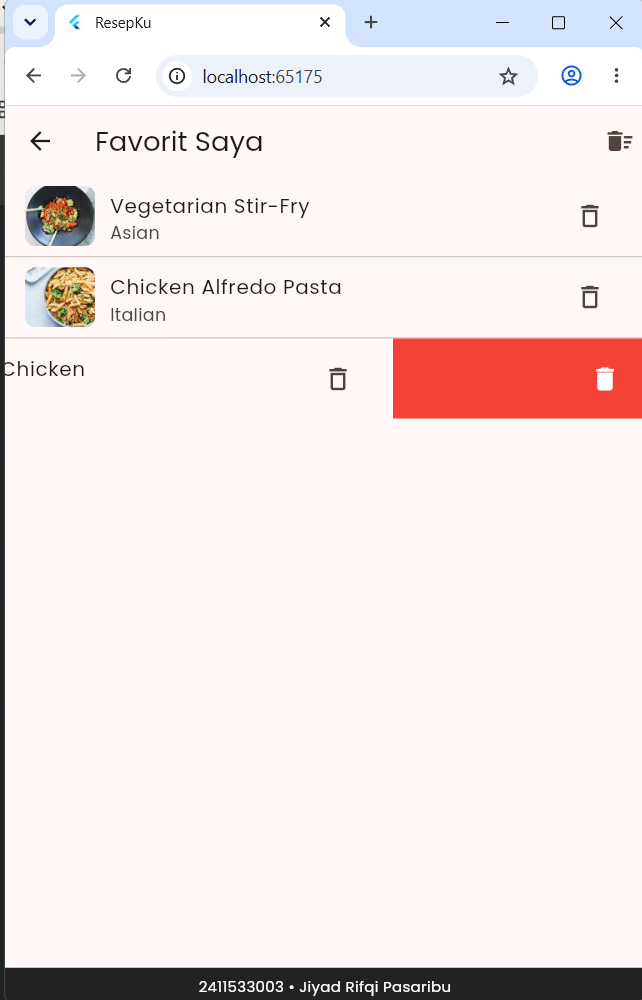 ResepKu
localhost:65175
Favorit Saya
Vegetarian Stir-Fry
Asian
Chicken Alfredo Pasta
Italian
Chicken
2411533003 • Jiyad Rifqi Pasaribu